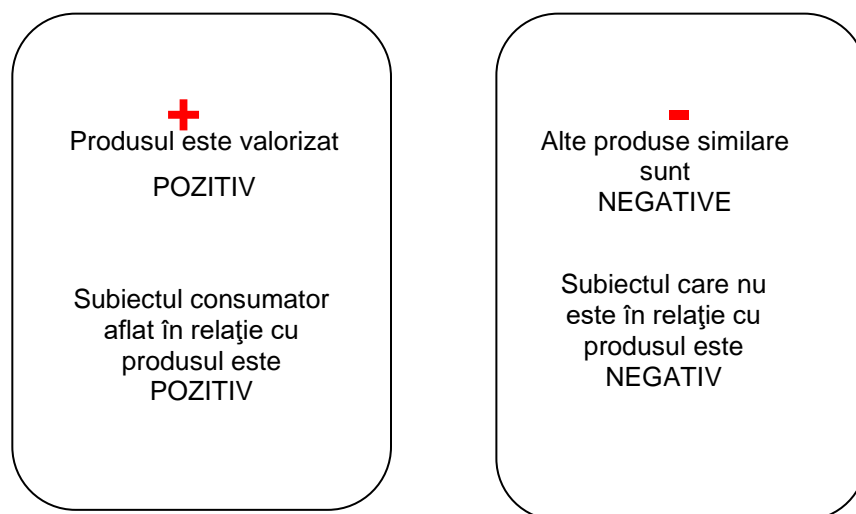 +
Produsul este valorizat
POZITIV
Subiectul consumator
aflat în relaţie cu
produsul este
POZITIV
-
Alte produse similare
sunt
NEGATIVE
Subiectul care nu
este în relaţie cu
produsul este
NEGATIV